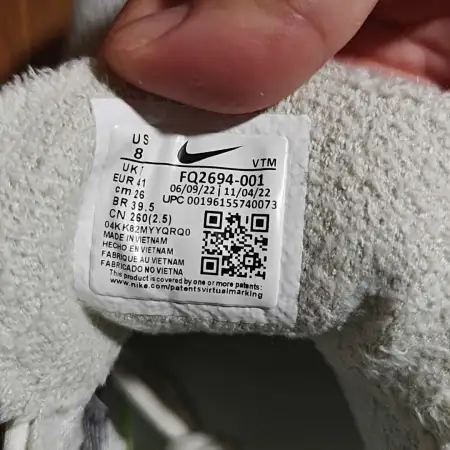 US
8
VTM
UK 7
FQ2694-001
EUR 41
06/09/22 | 11/04/22
cm 26
UPC 00196155740073
BR 39.5
CN 260(2.5)
04KK82MYYQRQ0
MADE IN VIETNAM
HECHO EN VIETNAM
FABRIQUE AU VIETNAM
FABRICADO NO VIETNA
This product is covered by one or more patents:
www.nike.com/patentsvirtualmarking